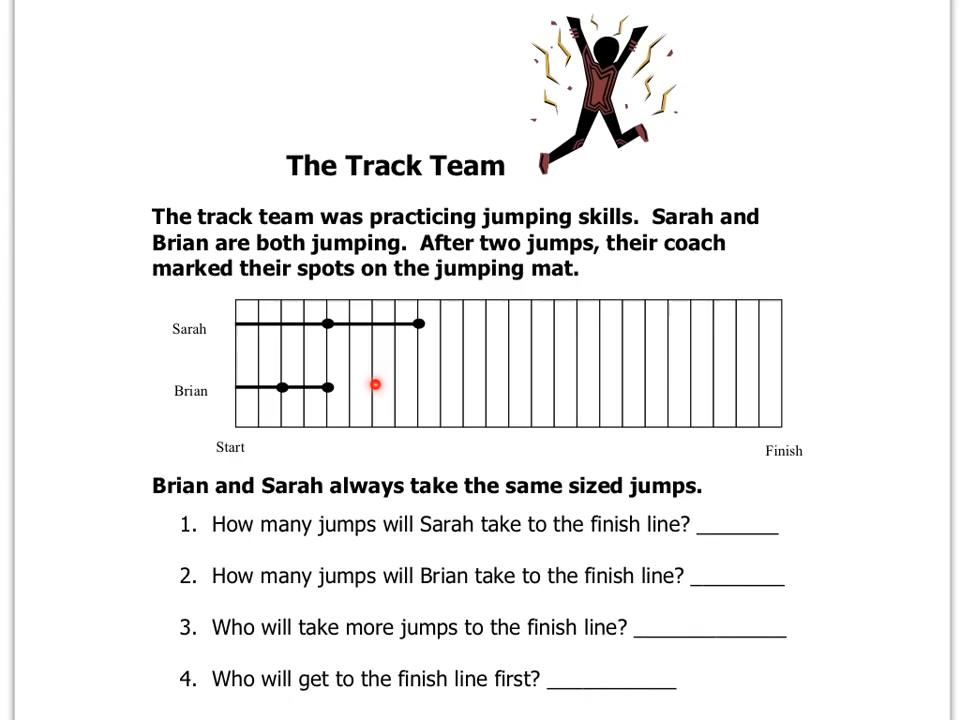 The Track Team
The track team was practicing jumping skills. Sarah and
Brian are both jumping. After two jumps, their coach
marked their spots on the jumping mat.
Sarah
Brian
Start
Finish
Brian and Sarah always take the same sized jumps.
1. How many jumps will Sarah take to the finish line? _______
2. How many jumps will Brian take to the finish line? ________
3. Who will take more jumps to the finish line? _____________
4. Who will get to the finish line first? ___________